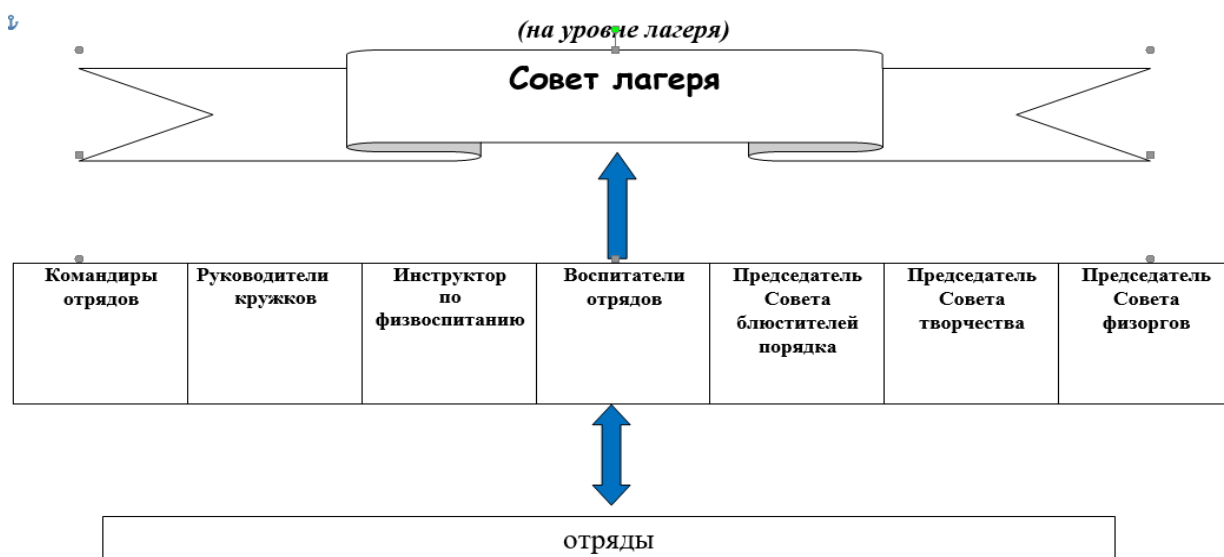 (на уровне лагеря)
Совет лагеря
Командиры
отрядов
Руководители
кружков
Инструктор
по
физвоспитанию
Воспитатели
отрядов
Председатель
Совета
блюстителей
порядка
Председатель
Совета
творчества
Председатель
Совета
физоргов
отряды